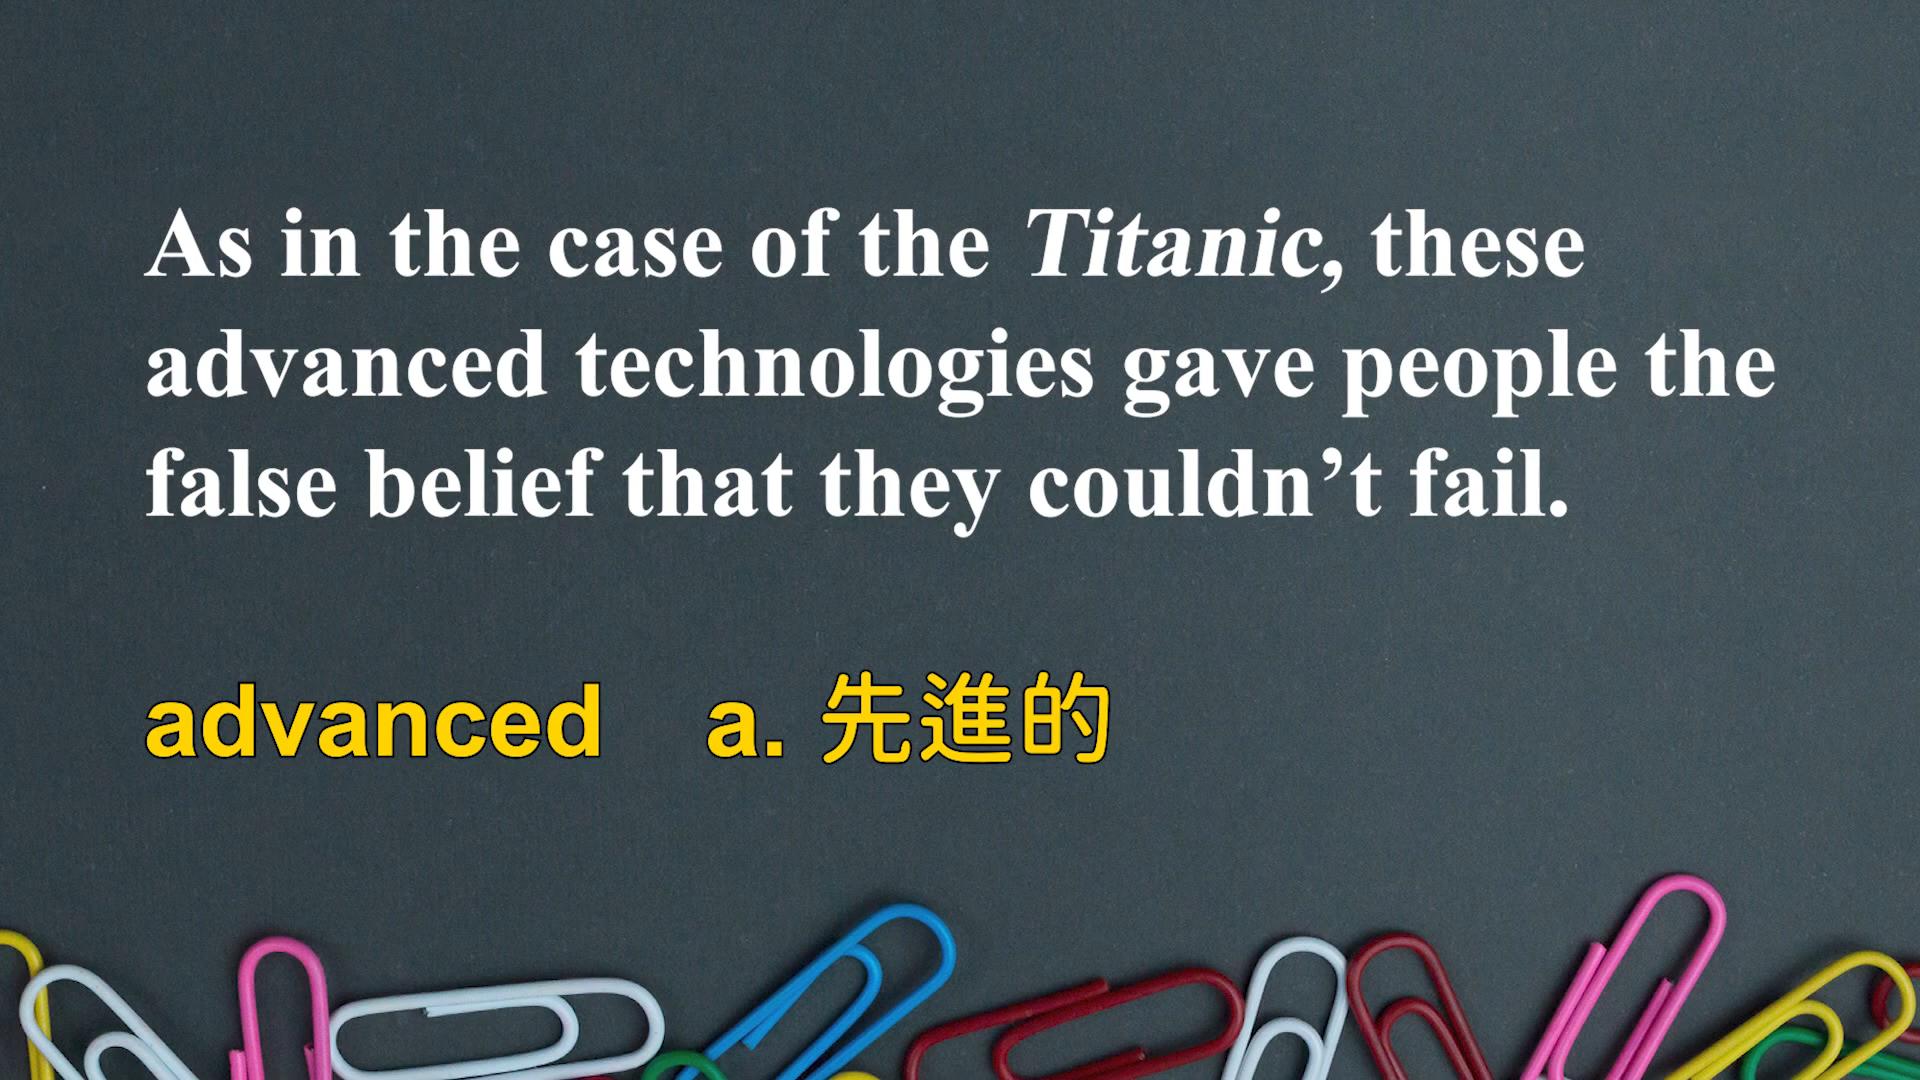 As in the case of the Titanic, these
advanced technologies gave people the
false belief that they couldn’t fail.
advanced a. 先進的